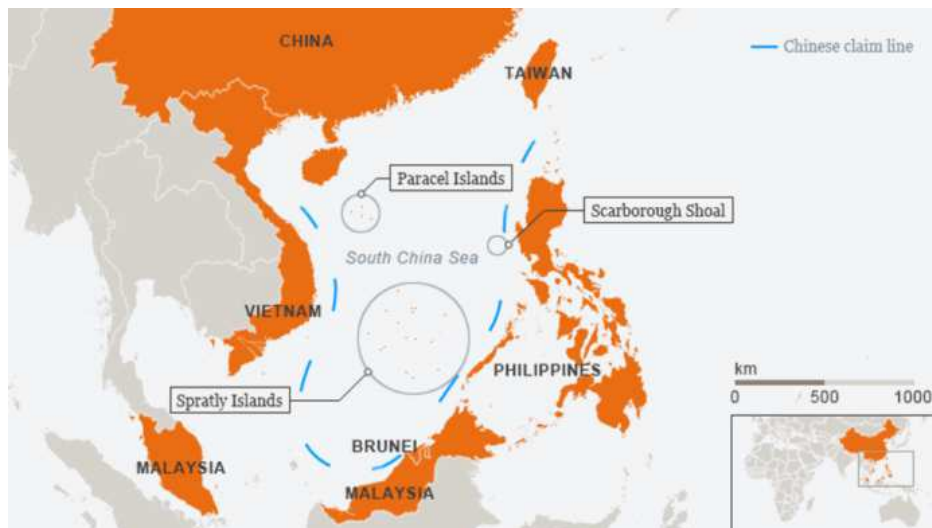 CHINA
Chinese claim line
TAIWAN
Paracel Islands
Scarborough Shoal
South China Sea
VIETNAM
PHILIPPINES
km
0 500 1000
Spratly Islands
BRUNEI
MALAYSIA
MALAYSIA